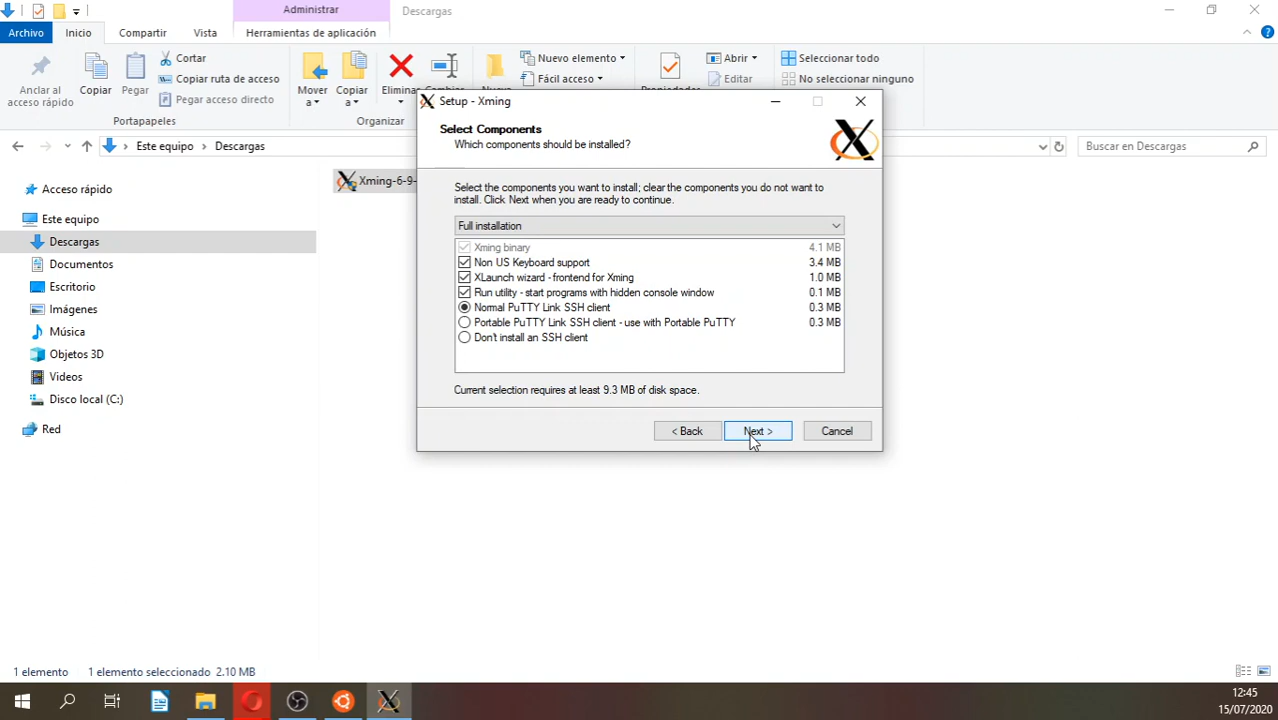 Administrar
Descargas
Archivo
Inicio
Compartir
Vista
Herramientas de aplicación
Anclar al
acceso rápido
Copiar
Pegar
Cortar
Copiar ruta de acceso
Pegar acceso directo
Portapapeles
Mover
a
Copiar
a
Organizar
Nuevo elemento
Fácil acceso
Abrir
Editar
Seleccionar todo
No seleccionar ninguno
Este equipo > Descargas
Buscar en Descargas
Acceso rápido
Este equipo
Descargas
Documentos
Escritorio
Imágenes
Música
Objetos 3D
Videos
Disco local (C:)
Red
Xming-6-9-
Setup - Xming
Select Components
Which components should be installed?
Select the components you want to install; clear the components you do not want to
install. Click Next when you are ready to continue.
Full installation
Xming binary 4.1 MB
Non US Keyboard support 3.4 MB
XLaunch wizard - frontend for Xming 1.0 MB
Run utility - start programs with hidden console window 0.1 MB
Normal PuTTY Link SSH client 0.3 MB
Portable PuTTY Link SSH client - use with Portable PuTTY 0.3 MB
Don't install an SSH client
Current selection requires at least 9.3 MB of disk space.
< Back
Next >
Cancel
1 elemento
1 elemento seleccionado 2.10 MB
12:45
15/07/2020